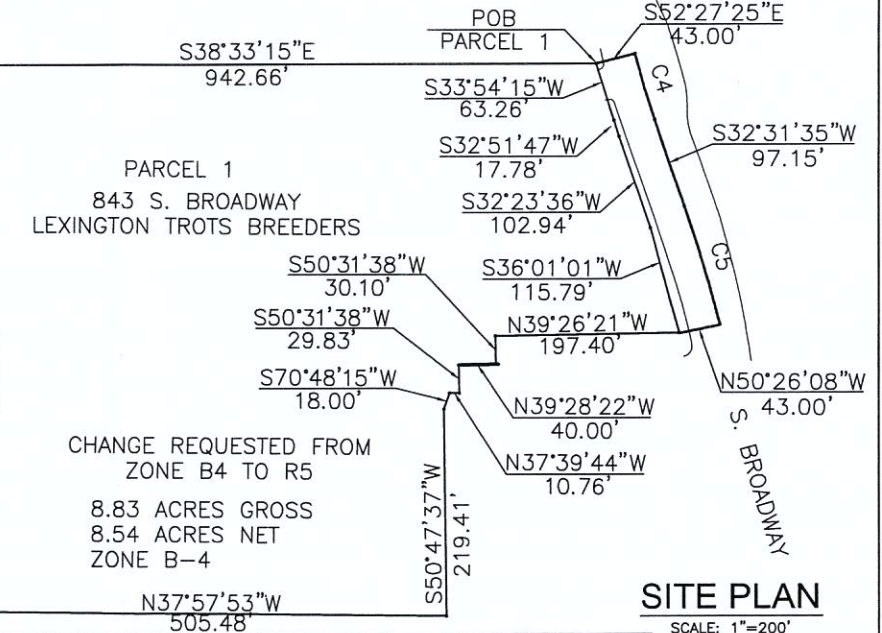 S38°33'15"E
942.66'
POB
PARCEL 1
S52°27'25"E
43.00'
S33°54'15"W
63.26'
C4
S32°51'47"W
17.78'
S32°31'35"W
97.15'
PARCEL 1
843 S. BROADWAY
LEXINGTON TROTS BREEDERS
S32°23'36"W
102.94'
C5
S50°31'38"W
30.10'
S36°01'01"W
115.79'
S50°31'38"W
29.83'
N39°26'21"W
197.40'
S70°48'15"W
18.00'
N39°28'22"W
40.00'
N50°26'08"W
43.00'
N37°39'44"W
10.76'
S. BROADWAY
CHANGE REQUESTED FROM
ZONE B4 TO R5
8.83 ACRES GROSS
8.54 ACRES NET
ZONE B-4
S50°47'37"W
219.41'
N37°57'53"W
505.48'
SITE PLAN
SCALE: 1"=200'